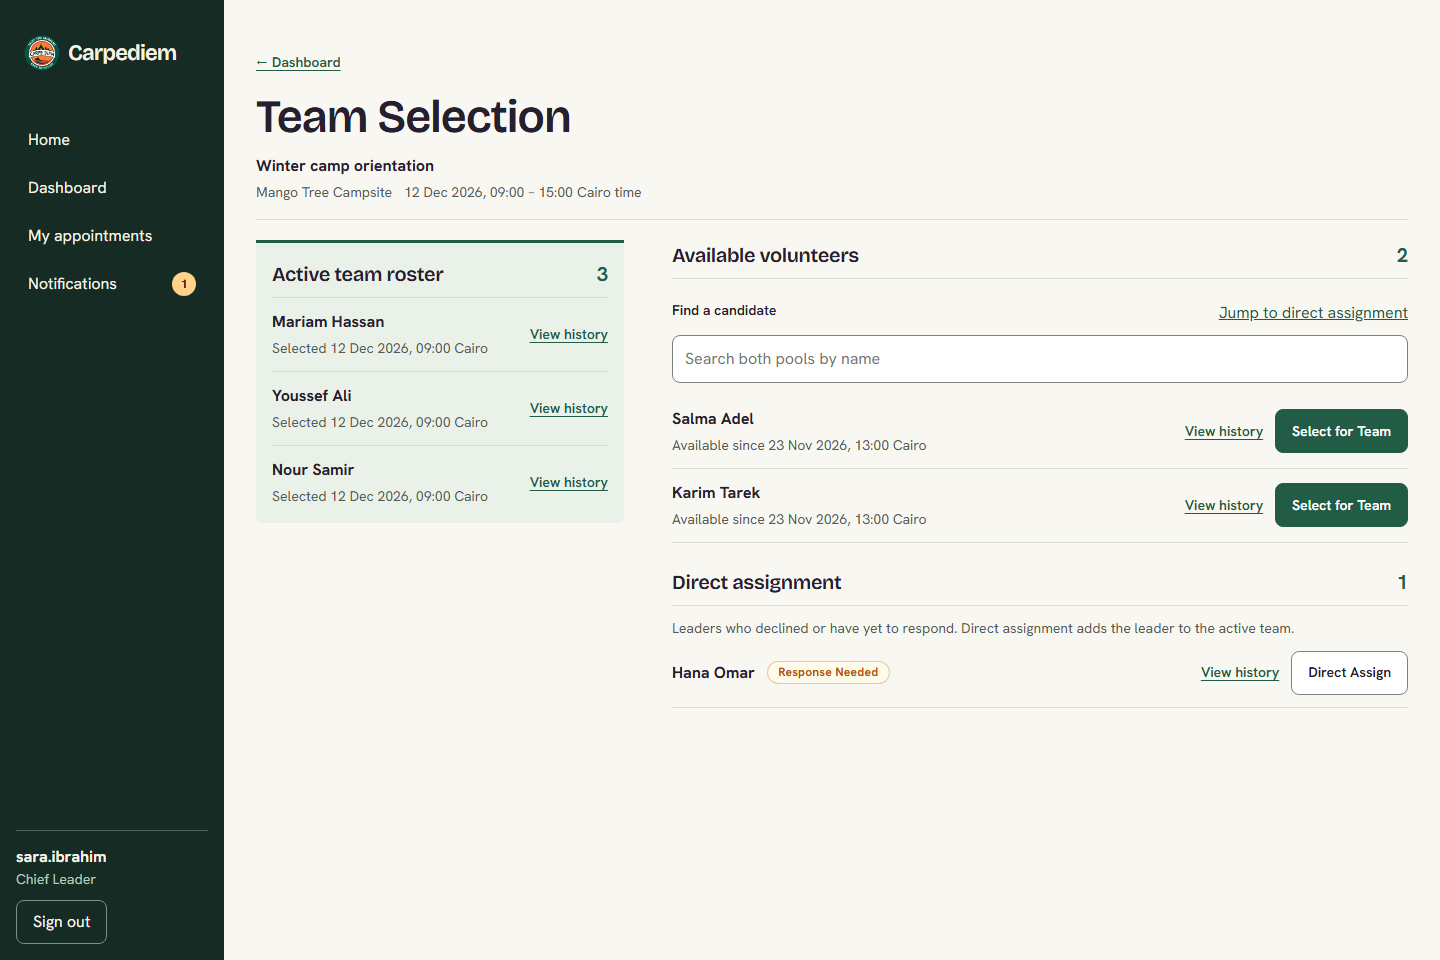 Carpediem
Home
Dashboard
My appointments
Notifications 1
sara.ibrahim
Chief Leader
Sign out
← Dashboard
Team Selection
Winter camp orientation
Mango Tree Campsite 12 Dec 2026, 09:00 – 15:00 Cairo time
Active team roster 3
Mariam Hassan
Selected 12 Dec 2026, 09:00 Cairo
View history
Youssef Ali
Selected 12 Dec 2026, 09:00 Cairo
View history
Nour Samir
Selected 12 Dec 2026, 09:00 Cairo
View history
Available volunteers 2
Find a candidate
Jump to direct assignment
Search both pools by name
Salma Adel
Available since 23 Nov 2026, 13:00 Cairo
View history
Select for Team
Karim Tarek
Available since 23 Nov 2026, 13:00 Cairo
View history
Select for Team
Direct assignment 1
Leaders who declined or have yet to respond. Direct assignment adds the leader to the active team.
Hana Omar Response Needed View history Direct Assign